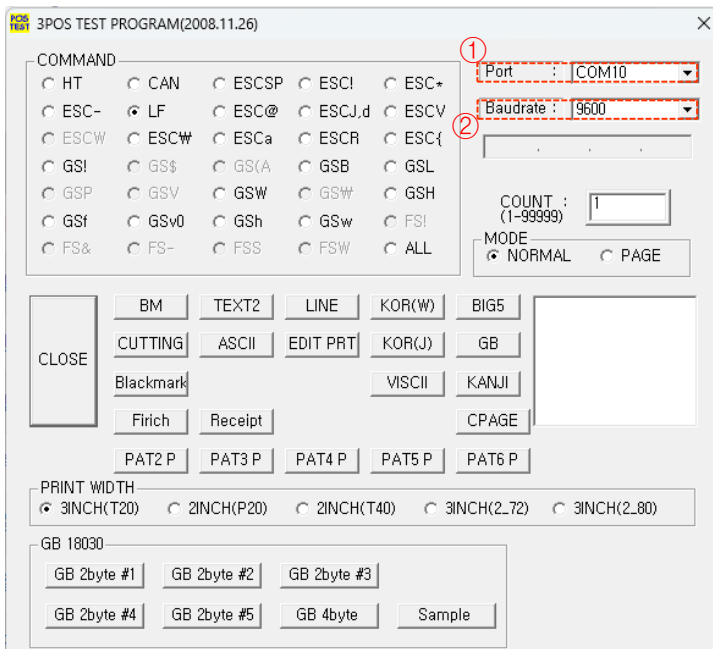 POS TEST 3POS TEST PROGRAM(2008.11.26)
COMMAND
HT CAN ESCSP ESC! ESC*
ESC- LF ESC@ ESCJ,d ESCV
ESCW ESC₩ ESCa ESCR ESC{
GS! GS$ GS(A GSB GSL
GSP GSV GSW GS₩ GSH
GSf GSv0 GSh GSw FS!
FS& FS- FSS FSW ALL
①
Port : COM10
Baudrate : 9600
②
. . .
COUNT : 1
(1-99999)
MODE
NORMAL PAGE
CLOSE
BM TEXT2 LINE KOR(W) BIG5
CUTTING ASCII EDIT PRT KOR(J) GB
Blackmark VISCII KANJI
Firich Receipt CPAGE
PAT2 P PAT3 P PAT4 P PAT5 P PAT6 P
PRINT WIDTH
3INCH(T20) 2INCH(P20) 2INCH(T40) 3INCH(2_72) 3INCH(2_80)
GB 18030
GB 2byte #1 GB 2byte #2 GB 2byte #3
GB 2byte #4 GB 2byte #5 GB 4byte Sample